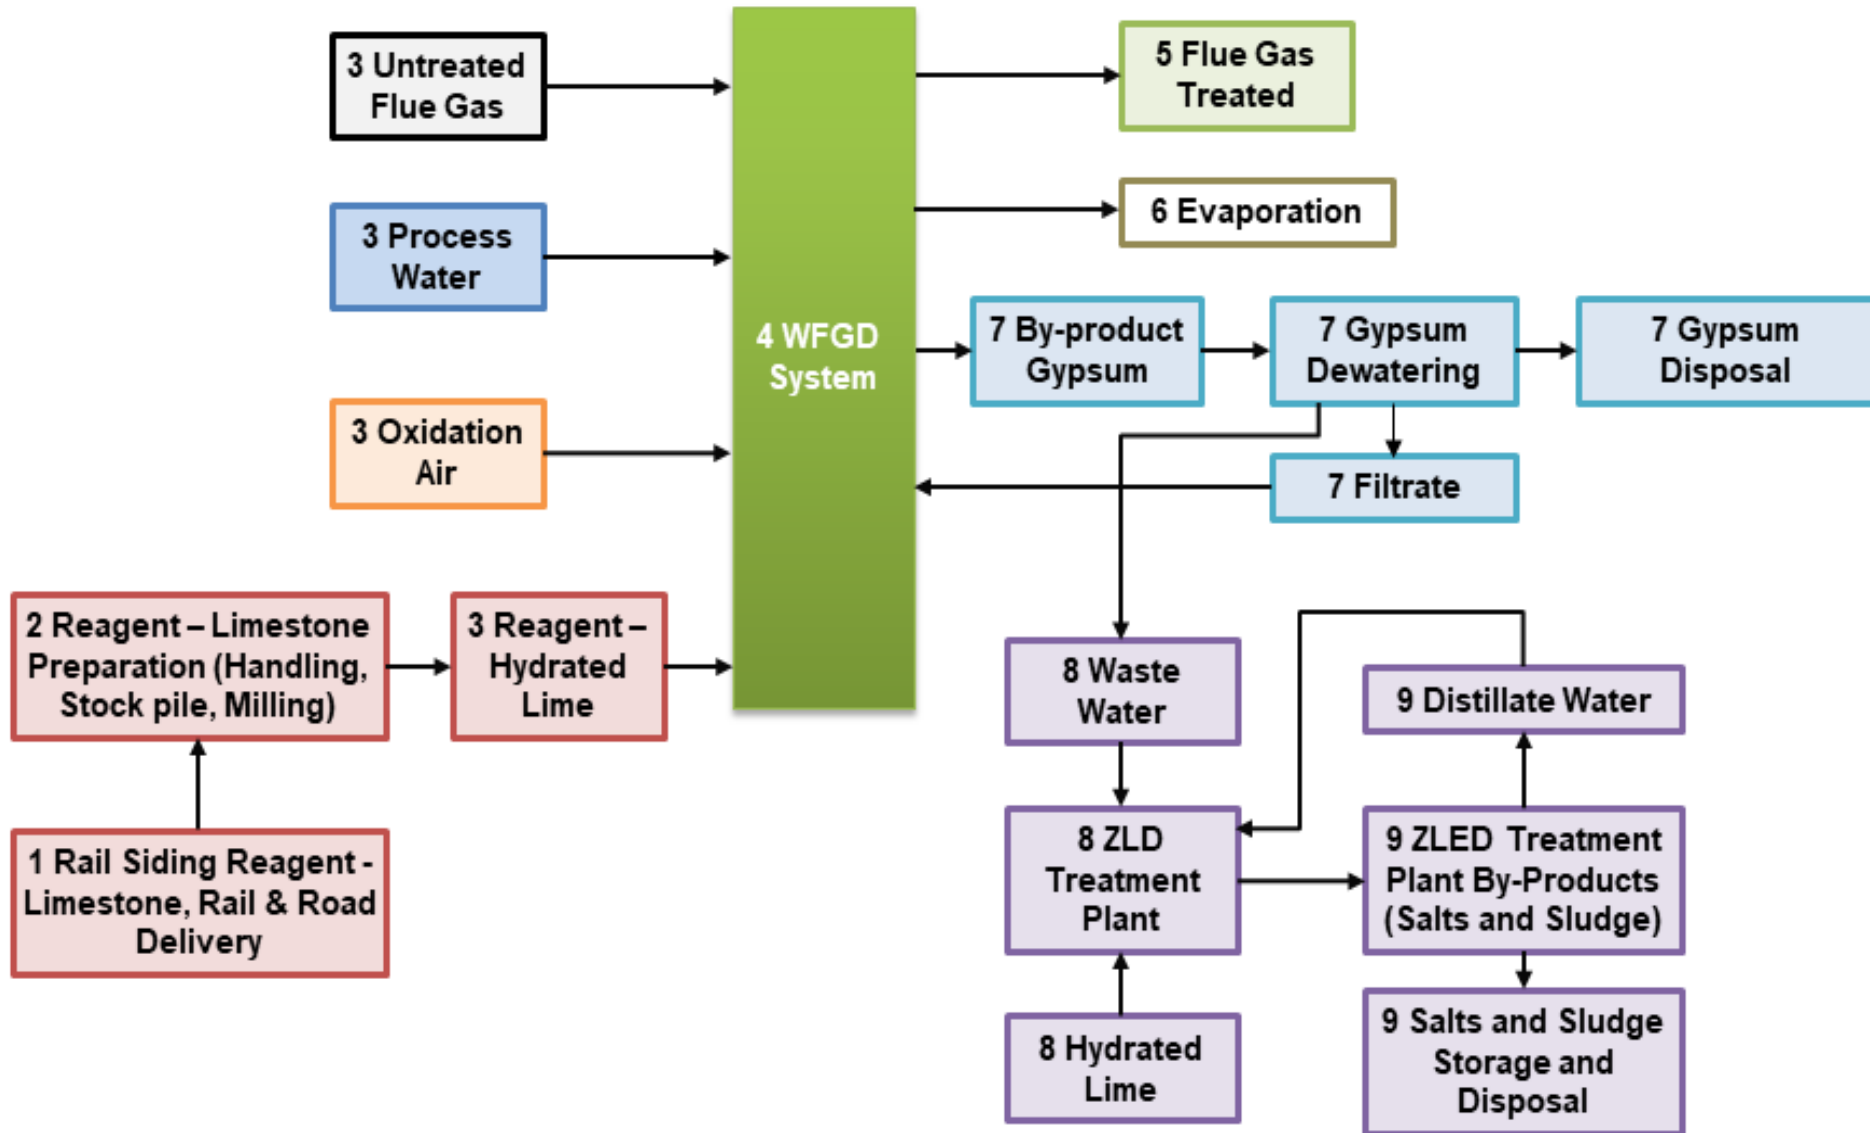 3 Untreated
Flue Gas
5 Flue Gas
Treated
3 Process
Water
6 Evaporation
4 WFGD
System
7 By-product
Gypsum
7 Gypsum
Dewatering
7 Gypsum
Disposal
3 Oxidation
Air
7 Filtrate
2 Reagent – Limestone
Preparation (Handling,
Stock pile, Milling)
3 Reagent –
Hydrated
Lime
8 Waste
Water
9 Distillate Water
1 Rail Siding Reagent -
Limestone, Rail & Road
Delivery
8 ZLD
Treatment
Plant
9 ZLED Treatment
Plant By-Products
(Salts and Sludge)
8 Hydrated
Lime
9 Salts and Sludge
Storage and
Disposal